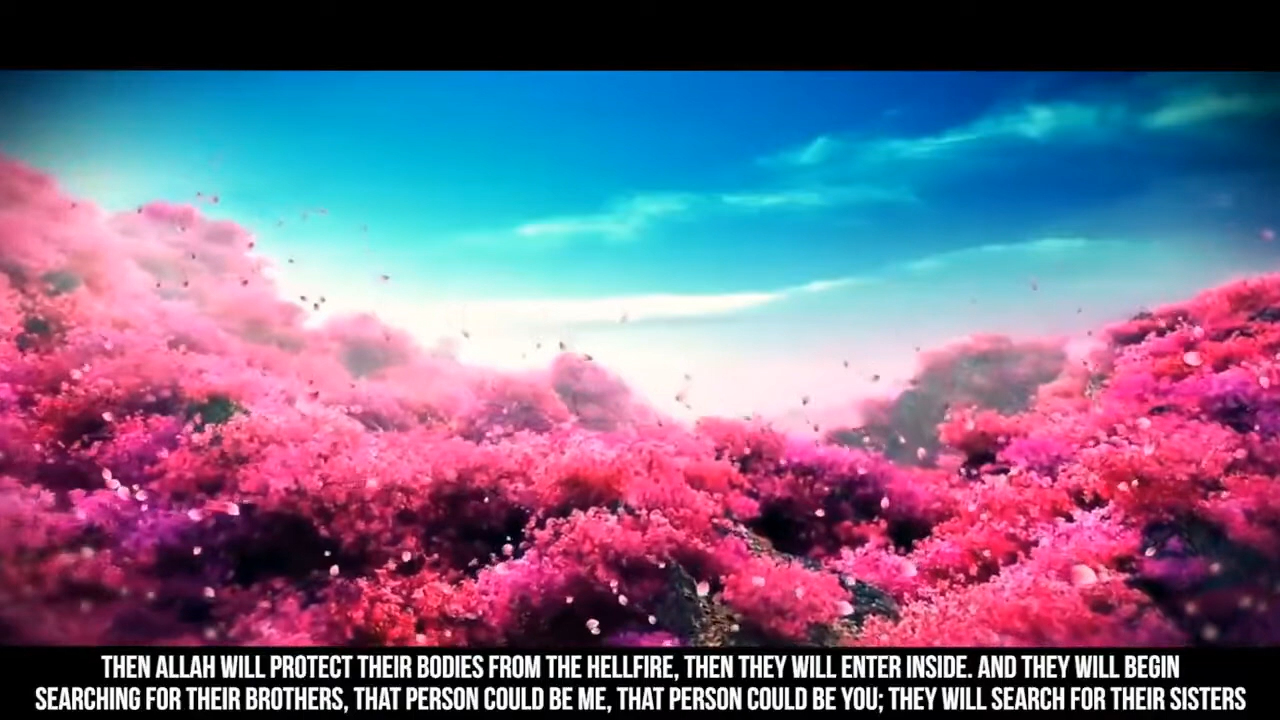 THEN ALLAH WILL PROTECT THEIR BODIES FROM THE HELLFIRE, THEN THEY WILL ENTER INSIDE. AND THEY WILL BEGIN
SEARCHING FOR THEIR BROTHERS, THAT PERSON COULD BE ME, THAT PERSON COULD BE YOU; THEY WILL SEARCH FOR THEIR SISTERS